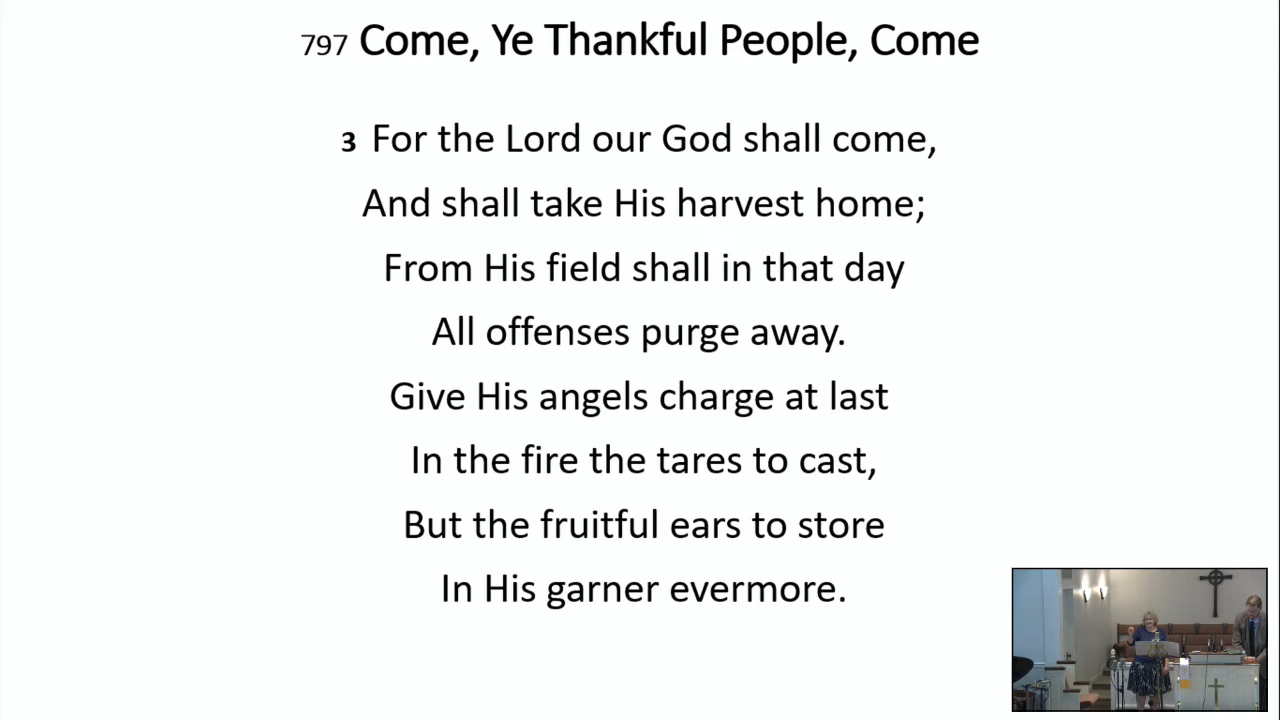 797 Come, Ye Thankful People, Come
3 For the Lord our God shall come,
And shall take His harvest home;
From His field shall in that day
All offenses purge away.
Give His angels charge at last
In the fire the tares to cast,
But the fruitful ears to store
In His garner evermore.